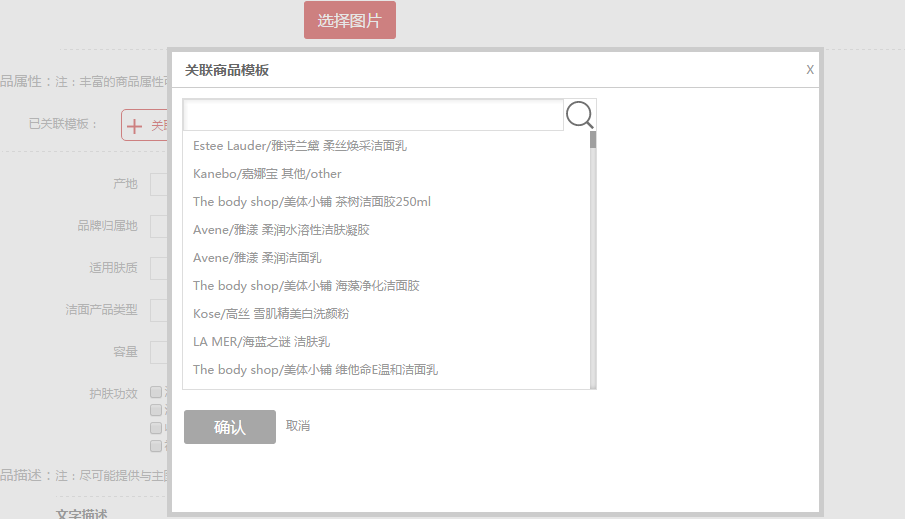 选择图片
关联商品模板
X
品属性：注：丰富的商品属性可
已关联模板：
关联
Estee Lauder/雅诗兰黛 柔丝焕采洁面乳
Kanebo/嘉娜宝 其他/other
The body shop/美体小铺 茶树洁面胶250ml
Avene/雅漾 柔润水溶性洁肤凝胶
Avene/雅漾 柔润洁面乳
The body shop/美体小铺 海藻净化洁面胶
Kose/高丝 雪肌精美白洗颜粉
LA MER/海蓝之谜 洁肤乳
The body shop/美体小铺 维他命E温和洁面乳
产地
品牌归属地
适用肤质
洁面产品类型
容量
护肤功效
确认
取消
品描述：注：尽可能提供与主图
文字描述